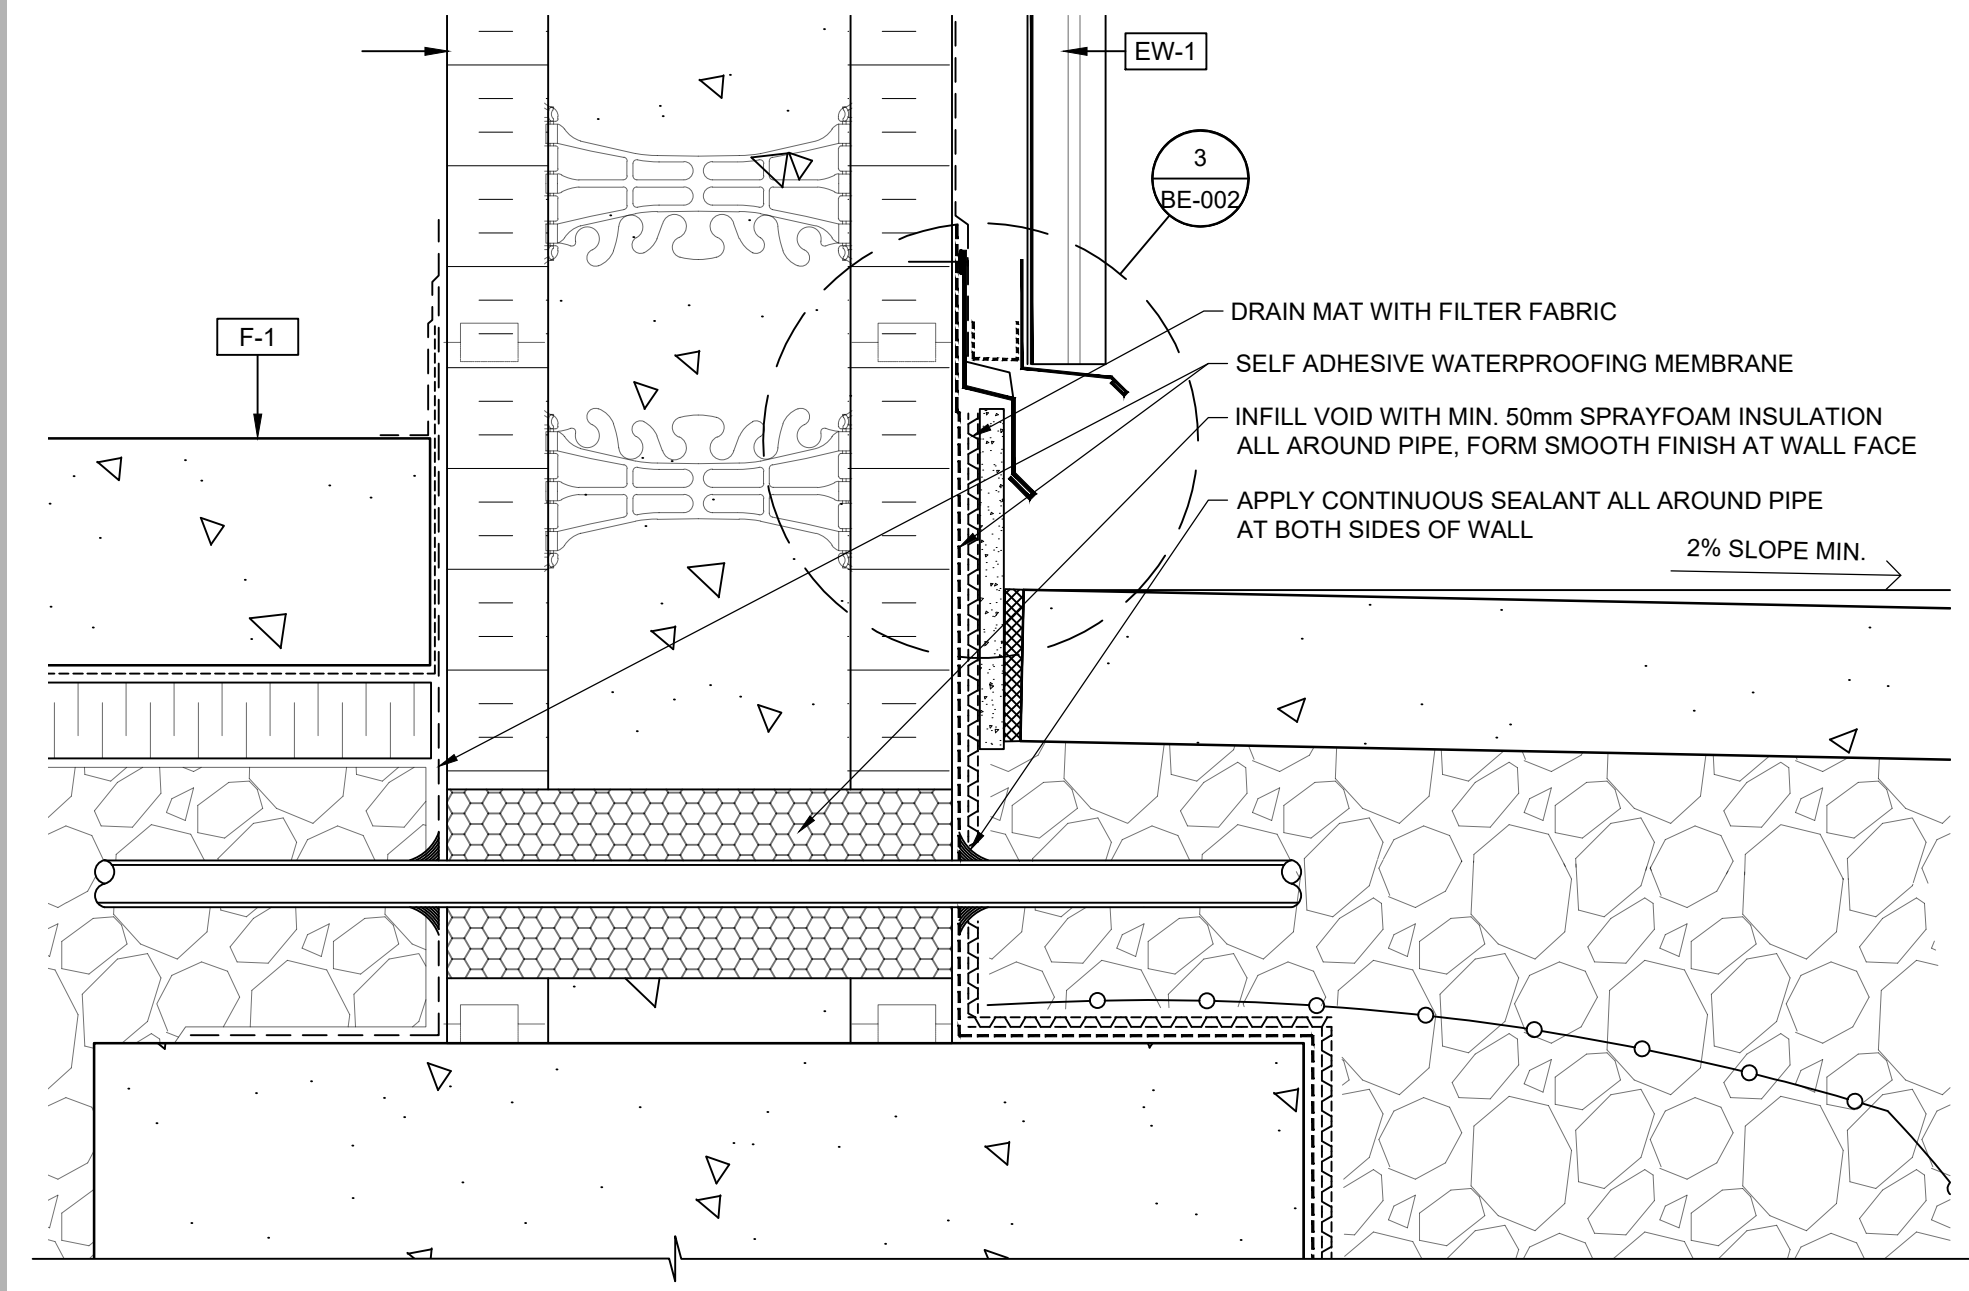 EW-1
3
BE-002
DRAIN MAT WITH FILTER FABRIC
F-1
SELF ADHESIVE WATERPROOFING MEMBRANE
INFILL VOID WITH MIN. 50mm SPRAYFOAM INSULATION
ALL AROUND PIPE, FORM SMOOTH FINISH AT WALL FACE
APPLY CONTINUOUS SEALANT ALL AROUND PIPE
AT BOTH SIDES OF WALL
2% SLOPE MIN.